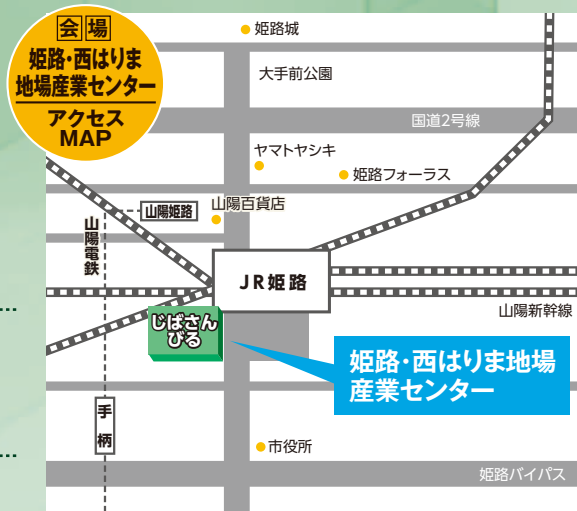 会場
姫路・西はりま
地場産業センター
アクセス
MAP
姫路城
大手前公園
国道2号線
ヤマトヤシキ
姫路フォーラス
山陽姫路
山陽百貨店
山陽電鉄
JR姫路
山陽新幹線
じばさん
びる
姫路・西はりま地場
産業センター
手柄
市役所
姫路バイパス